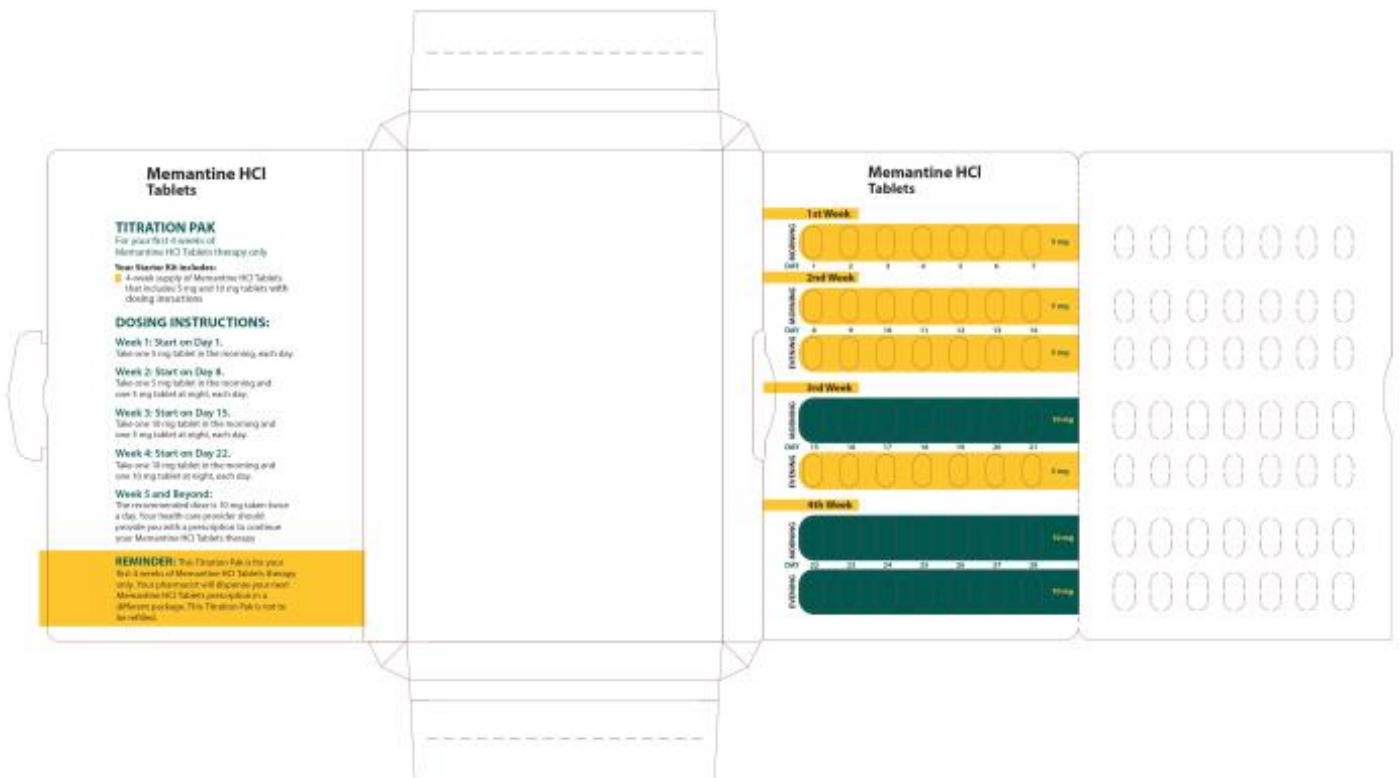 Memantine HCl
Tablets
TITRATION PAK
For your first 4 weeks of
Memantine HCl Tablets therapy only
Your Starter Kit includes:
4-week supply of Memantine HCl Tablets
that includes 5 mg and 10 mg tablets with
dosing instructions
DOSING INSTRUCTIONS:
Week 1: Start on Day 1.
Take one 5 mg tablet in the morning, each day.
Week 2: Start on Day 8.
Take one 5 mg tablet in the morning and
one 5 mg tablet at night, each day.
Week 3: Start on Day 15.
Take one 10 mg tablet in the morning and
one 5 mg tablet at night, each day.
Week 4: Start on Day 22.
Take one 10 mg tablet in the morning and
one 10 mg tablet at night, each day.
Week 5 and Beyond:
The recommended dose is 10 mg taken twice
a day. Your health care provider should
provide you with a prescription to continue
your Memantine HCl Tablets therapy
REMINDER: This Titration Pak is for your
first 4 weeks of Memantine HCl Tablets therapy
only. Your pharmacist will dispense your next
Memantine HCl Tablets prescription in a
different package. This Titration Pak is not to
be refilled.
Memantine HCl
Tablets
1st Week
MORNING
5 mg
DAY 1 2 3 4 5 6 7
2nd Week
MORNING
5 mg
DAY 8 9 10 11 12 13 14
EVENING
5 mg
3rd Week
MORNING
10 mg
DAY 15 16 17 18 19 20 21
EVENING
5 mg
4th Week
MORNING
10 mg
DAY 22 23 24 25 26 27 28
EVENING
10 mg